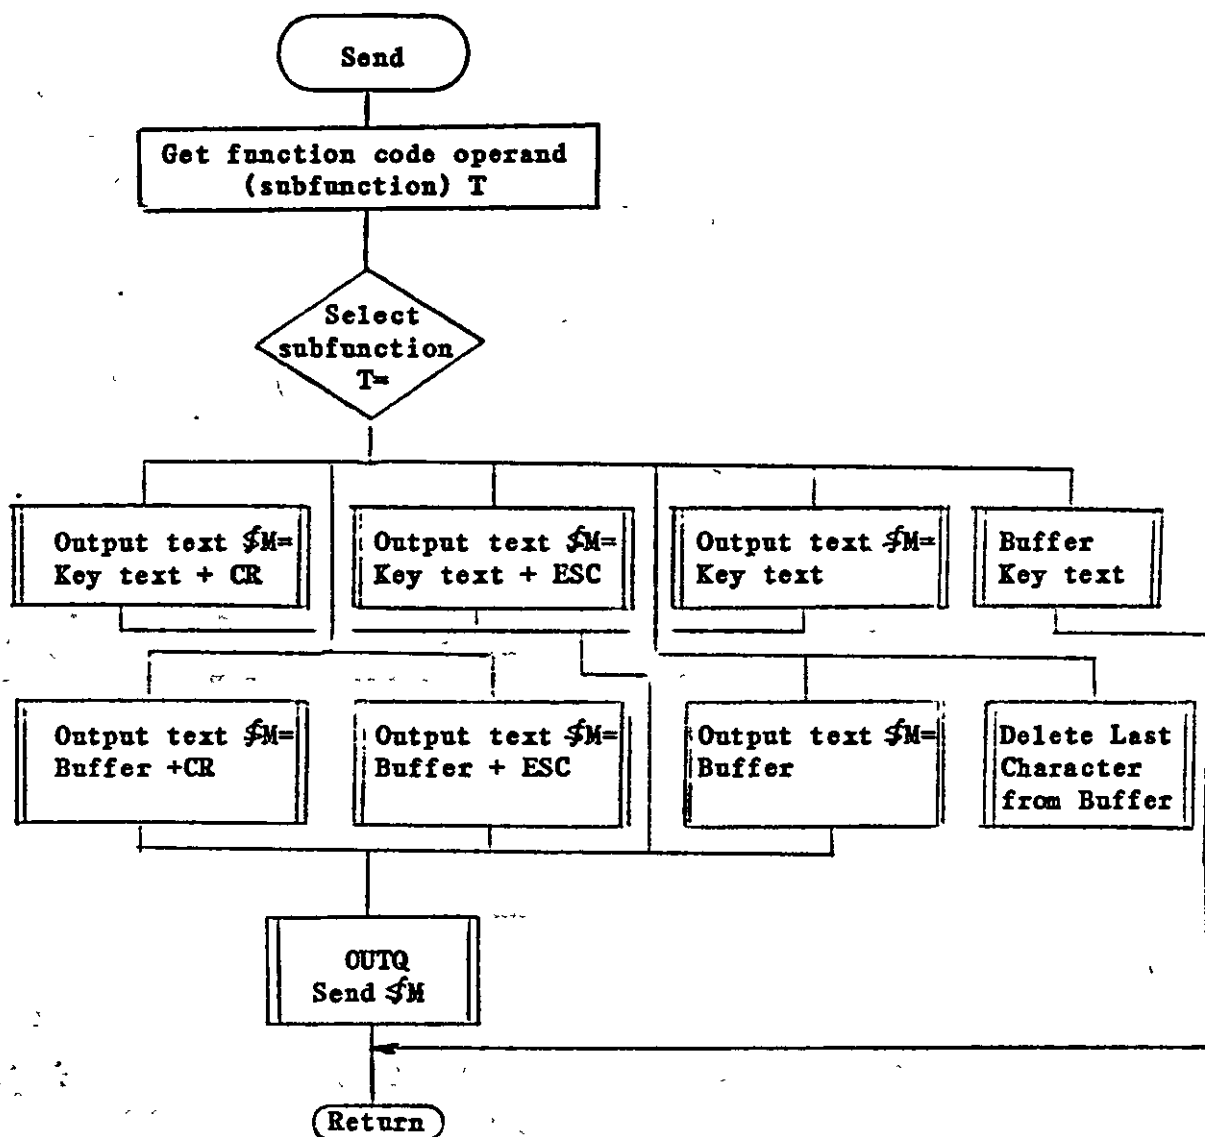 Send
Get function code operand
(subfunction) T
Select
subfunction
T=
Output text $M=
Key text + CR
Output text $M=
Key text + ESC
Output text $M=
Key text
Buffer
Key text
Output text $M=
Buffer +CR
Output text $M=
Buffer + ESC
Output text $M=
Buffer
Delete Last
Character
from Buffer
OUTQ
Send $M
Return